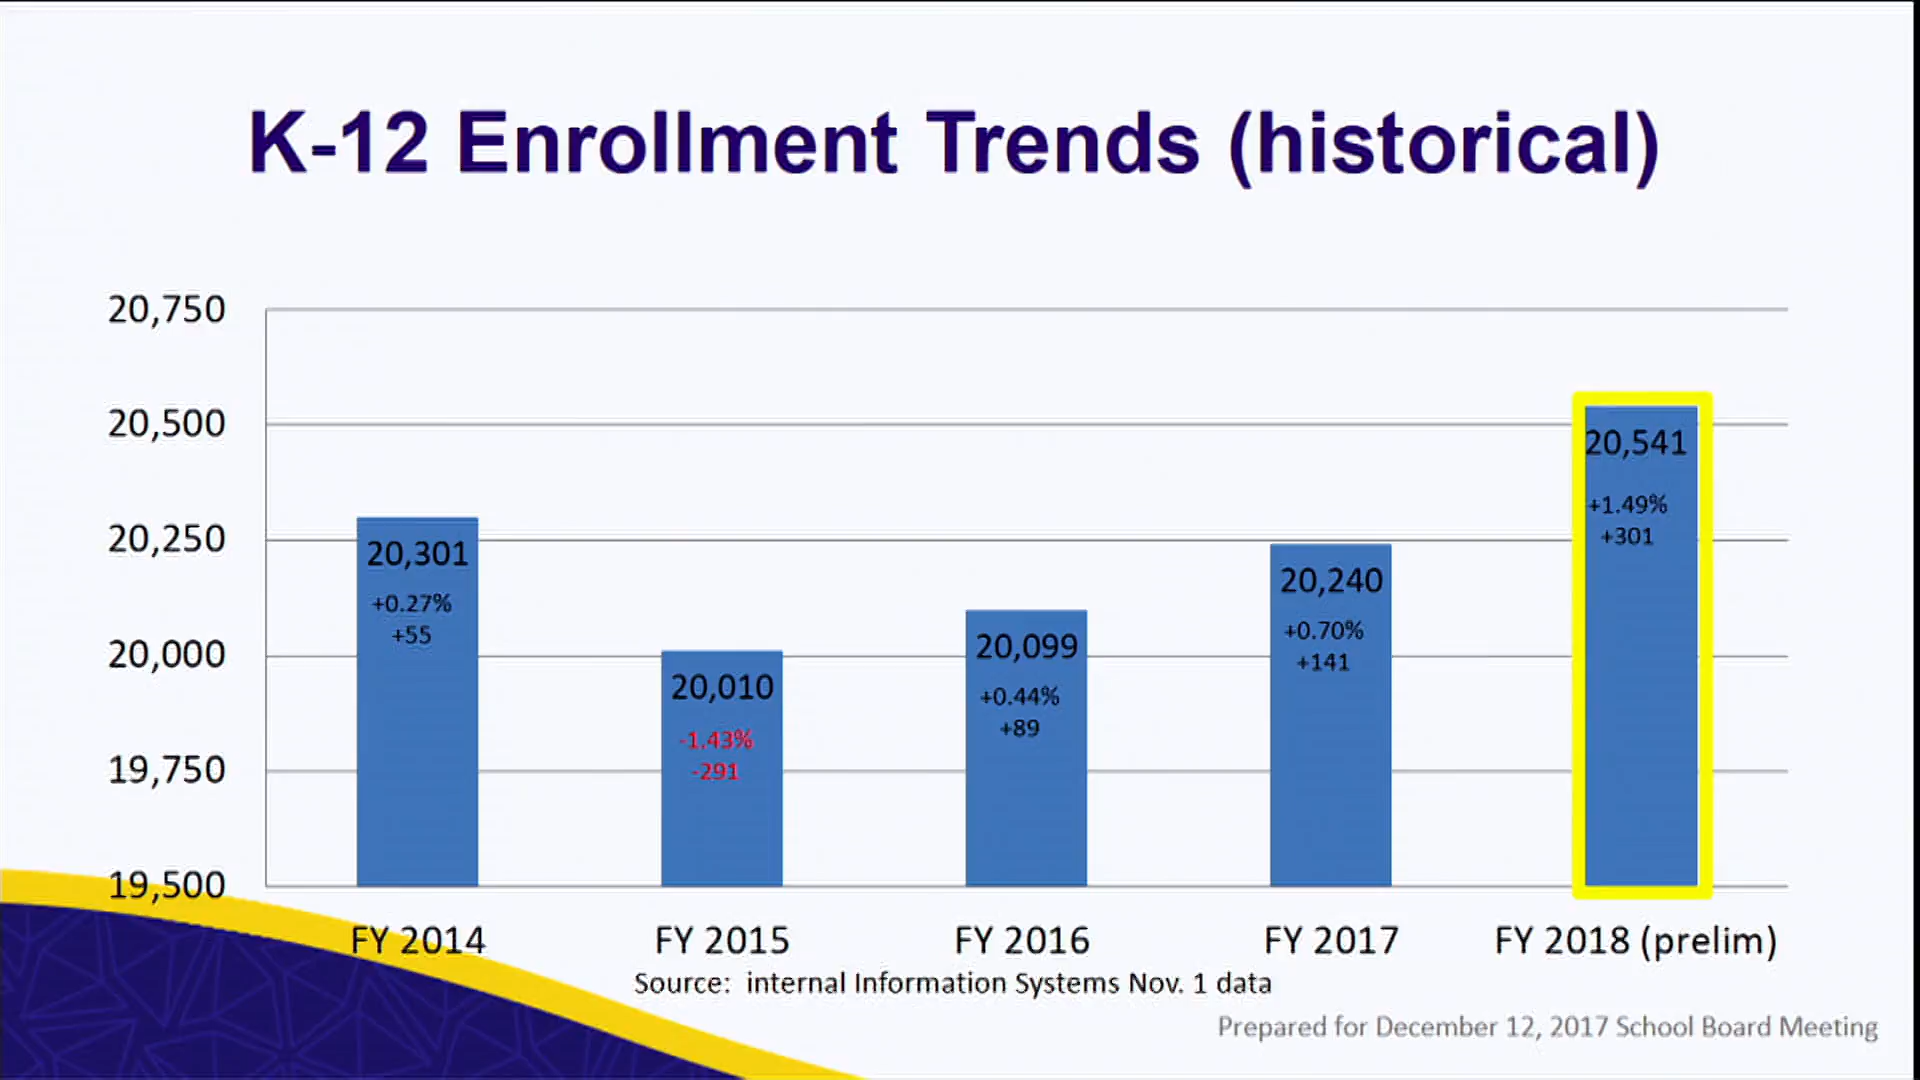 K-12 Enrollment Trends (historical)
20,750
20,500
20,250
20,000
19,750
19,500
20,301
+0.27%
+55
20,010
-1.43%
-291
20,099
+0.44%
+89
20,240
+0.70%
+141
20,541
+1.49%
+301
FY 2014
FY 2015
FY 2016
FY 2017
FY 2018 (prelim)
Source: internal Information Systems Nov. 1 data
Prepared for December 12, 2017 School Board Meeting